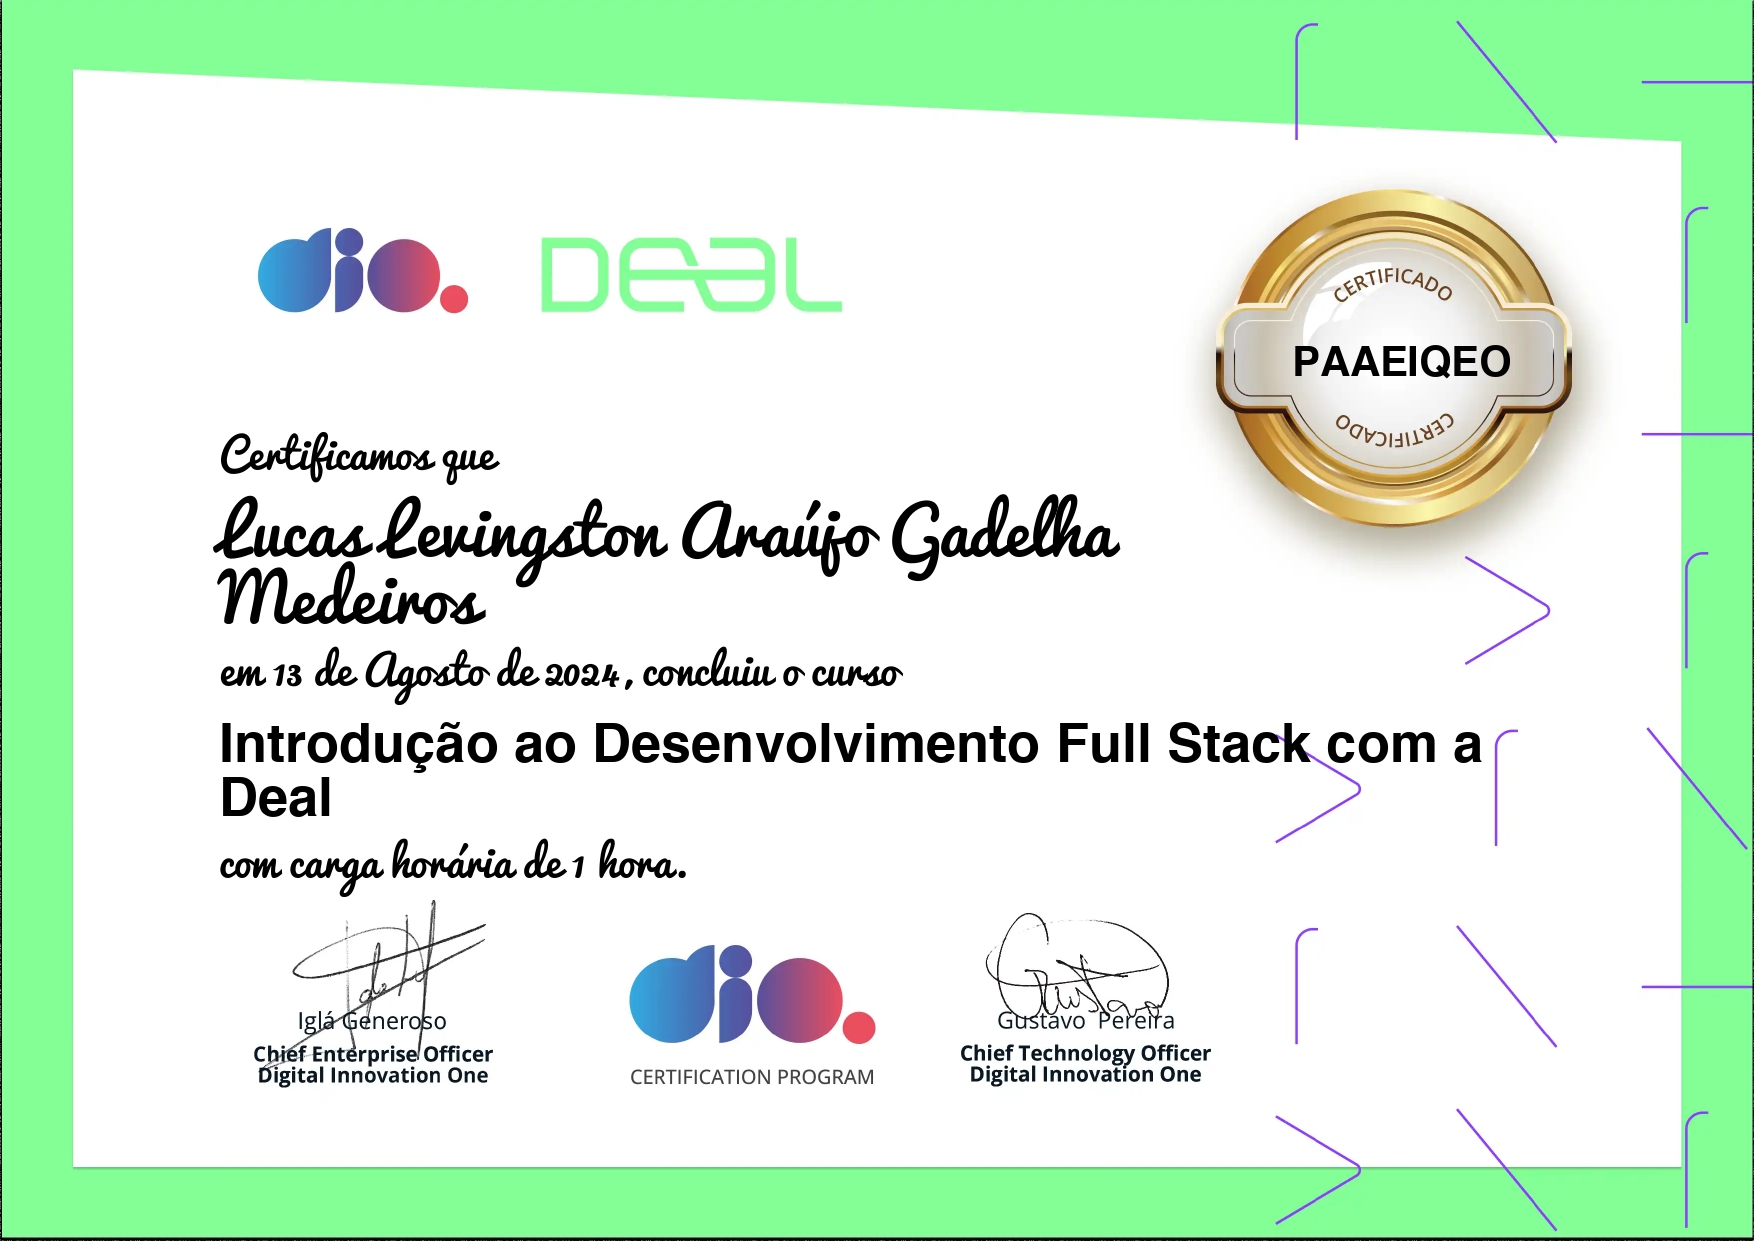 dio.
DEAL
CERTIFICADO
PAAEIQEO
CERTIFICADO
Certificamos que
Lucas Levingston Araújo Gadelha
Medeiros
em 13 de Agosto de 2024, concluiu o curso
Introdução ao Desenvolvimento Full Stack com a
Deal
com carga horária de 1 hora.
Iglá Generoso
Chief Enterprise Officer
Digital Innovation One
dio.
CERTIFICATION PROGRAM
Gustavo
Gustavo Pereira
Chief Technology Officer
Digital Innovation One